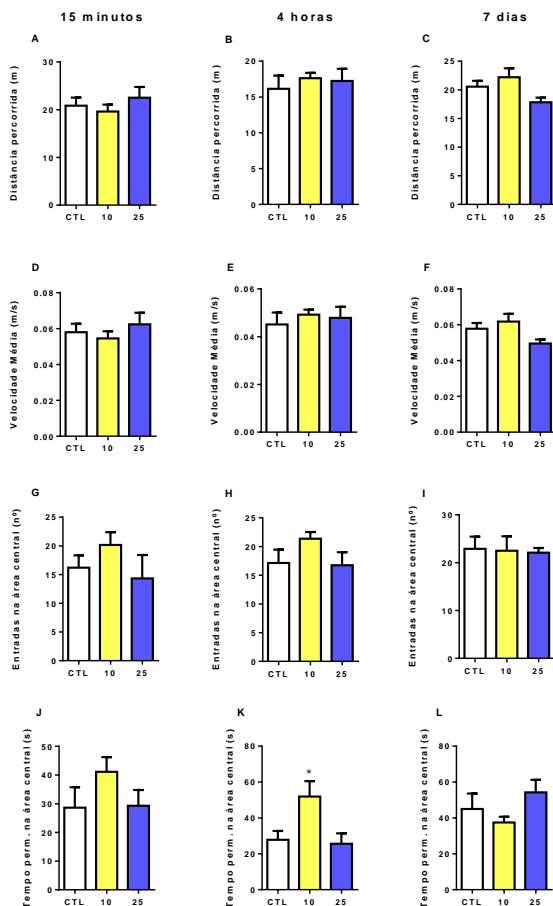 15 minutos
4 horas
7 dias
A
Distância percorrida (m)
30
20
10
0
CTL 10 25
B
Distância percorrida (m)
20
15
10
5
0
CTL 10 25
C
Distância percorrida (m)
25
20
15
10
5
0
CTL 10 25
D
Velocidade Média (m/s)
0.08
0.06
0.04
0.02
0.00
CTL 10 25
E
Velocidade Média (m/s)
0.06
0.04
0.02
0.00
CTL 10 25
F
Velocidade Média (m/s)
0.08
0.06
0.04
0.02
0.00
CTL 10 25
G
Entradas na área central (nº)
25
20
15
10
5
0
CTL 10 25
H
Entradas na área central (nº)
25
20
15
10
5
0
CTL 10 25
I
Entradas na área central (nº)
30
20
10
0
CTL 10 25
J
Tempo perm. na área central (s)
50
40
30
20
10
0
CTL 10 25
K
Tempo perm. na área central (s)
80
60
40
20
0
*
CTL 10 25
L
Tempo perm. na área central (s)
80
60
40
20
0
CTL 10 25